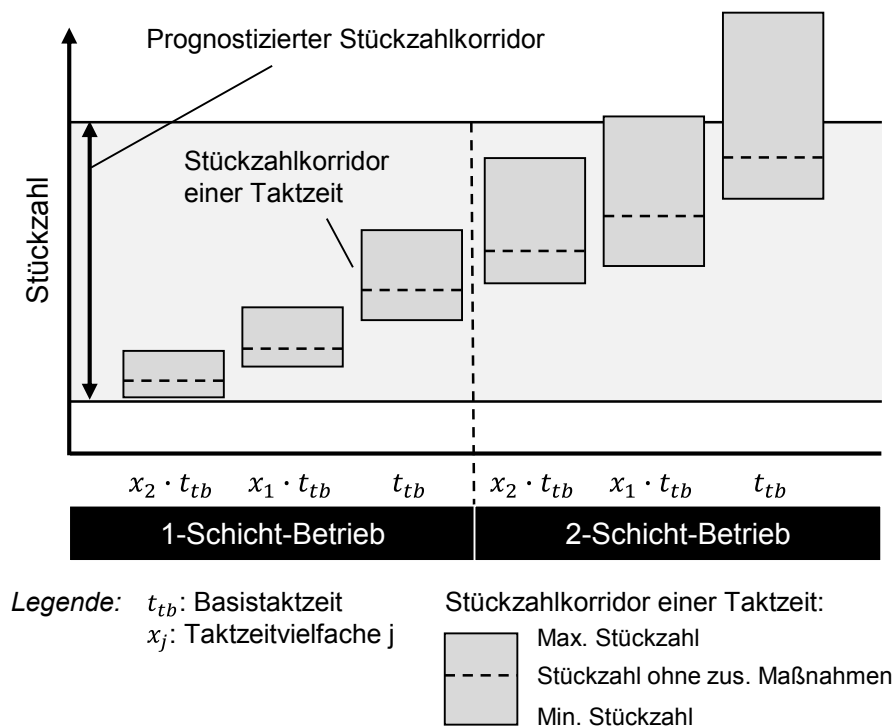 Prognostizierter Stückzahlkorridor
Stückzahlkorridor
einer Taktzeit
Stückzahl
x₂ · t_tb x₁ · t_tb t_tb x₂ · t_tb x₁ · t_tb t_tb
1-Schicht-Betrieb 2-Schicht-Betrieb
Legende: t_tb: Basistaktzeit
x_j: Taktzeitvielfache j
Stückzahlkorridor einer Taktzeit:
Max. Stückzahl
Stückzahl ohne zus. Maßnahmen
Min. Stückzahl